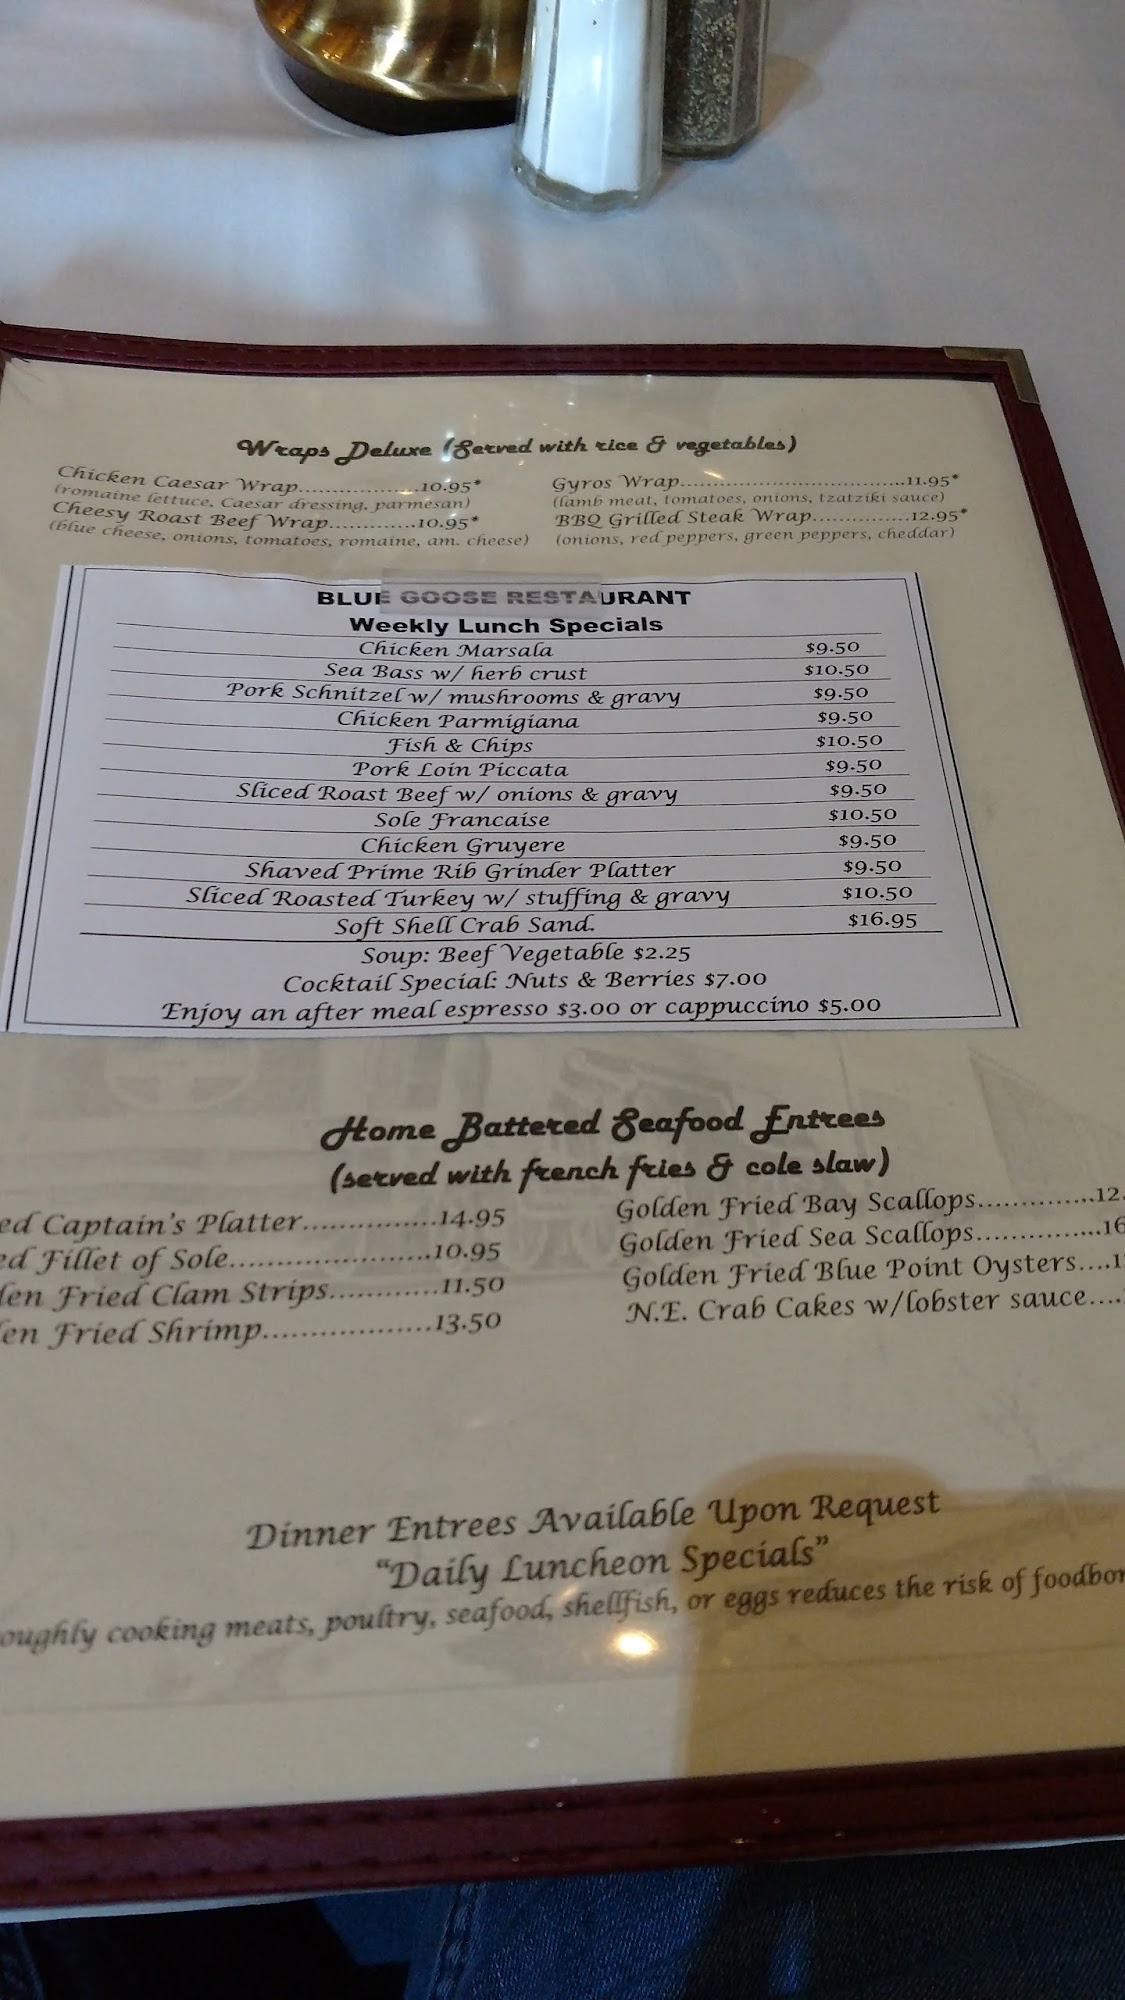 Wraps Deluxe (Served with rice & vegetables)
Chicken Caesar Wrap...................10.95*
(romaine lettuce, Caesar dressing, parmesan)
Cheesy Roast Beef Wrap.............10.95*
(blue cheese, onions, tomatoes, romaine, am. cheese)
Gyros Wrap...................................11.95*
(lamb meat, tomatoes, onions, tzatziki sauce)
BBQ Grilled Steak Wrap...............12.95*
(onions, red peppers, green peppers, cheddar)
BLUE GOOSE RESTAURANT
Weekly Lunch Specials
Chicken Marsala $9.50
Sea Bass w/ herb crust $10.50
Pork Schnitzel w/ mushrooms & gravy $9.50
Chicken Parmigiana $9.50
Fish & Chips $10.50
Pork Loin Piccata $9.50
Sliced Roast Beef w/ onions & gravy $9.50
Sole Francaise $10.50
Chicken Gruyere $9.50
Shaved Prime Rib Grinder Platter $9.50
Sliced Roasted Turkey w/ stuffing & gravy $10.50
Soft Shell Crab Sand. $16.95
Soup: Beef Vegetable $2.25
Cocktail Special: Nuts & Berries $7.00
Enjoy an after meal espresso $3.00 or cappuccino $5.00
Home Battered Seafood Entrees
(served with french fries & cole slaw)
ed Captain's Platter...............14.95
ed Fillet of Sole......................10.95
den Fried Clam Strips............11.50
en Fried Shrimp....................13.50
Golden Fried Bay Scallops..............12.
Golden Fried Sea Scallops...............16
Golden Fried Blue Point Oysters....1
N.E. Crab Cakes w/lobster sauce....
Dinner Entrees Available Upon Request
"Daily Luncheon Specials"
oughly cooking meats, poultry, seafood, shellfish, or eggs reduces the risk of foodbor